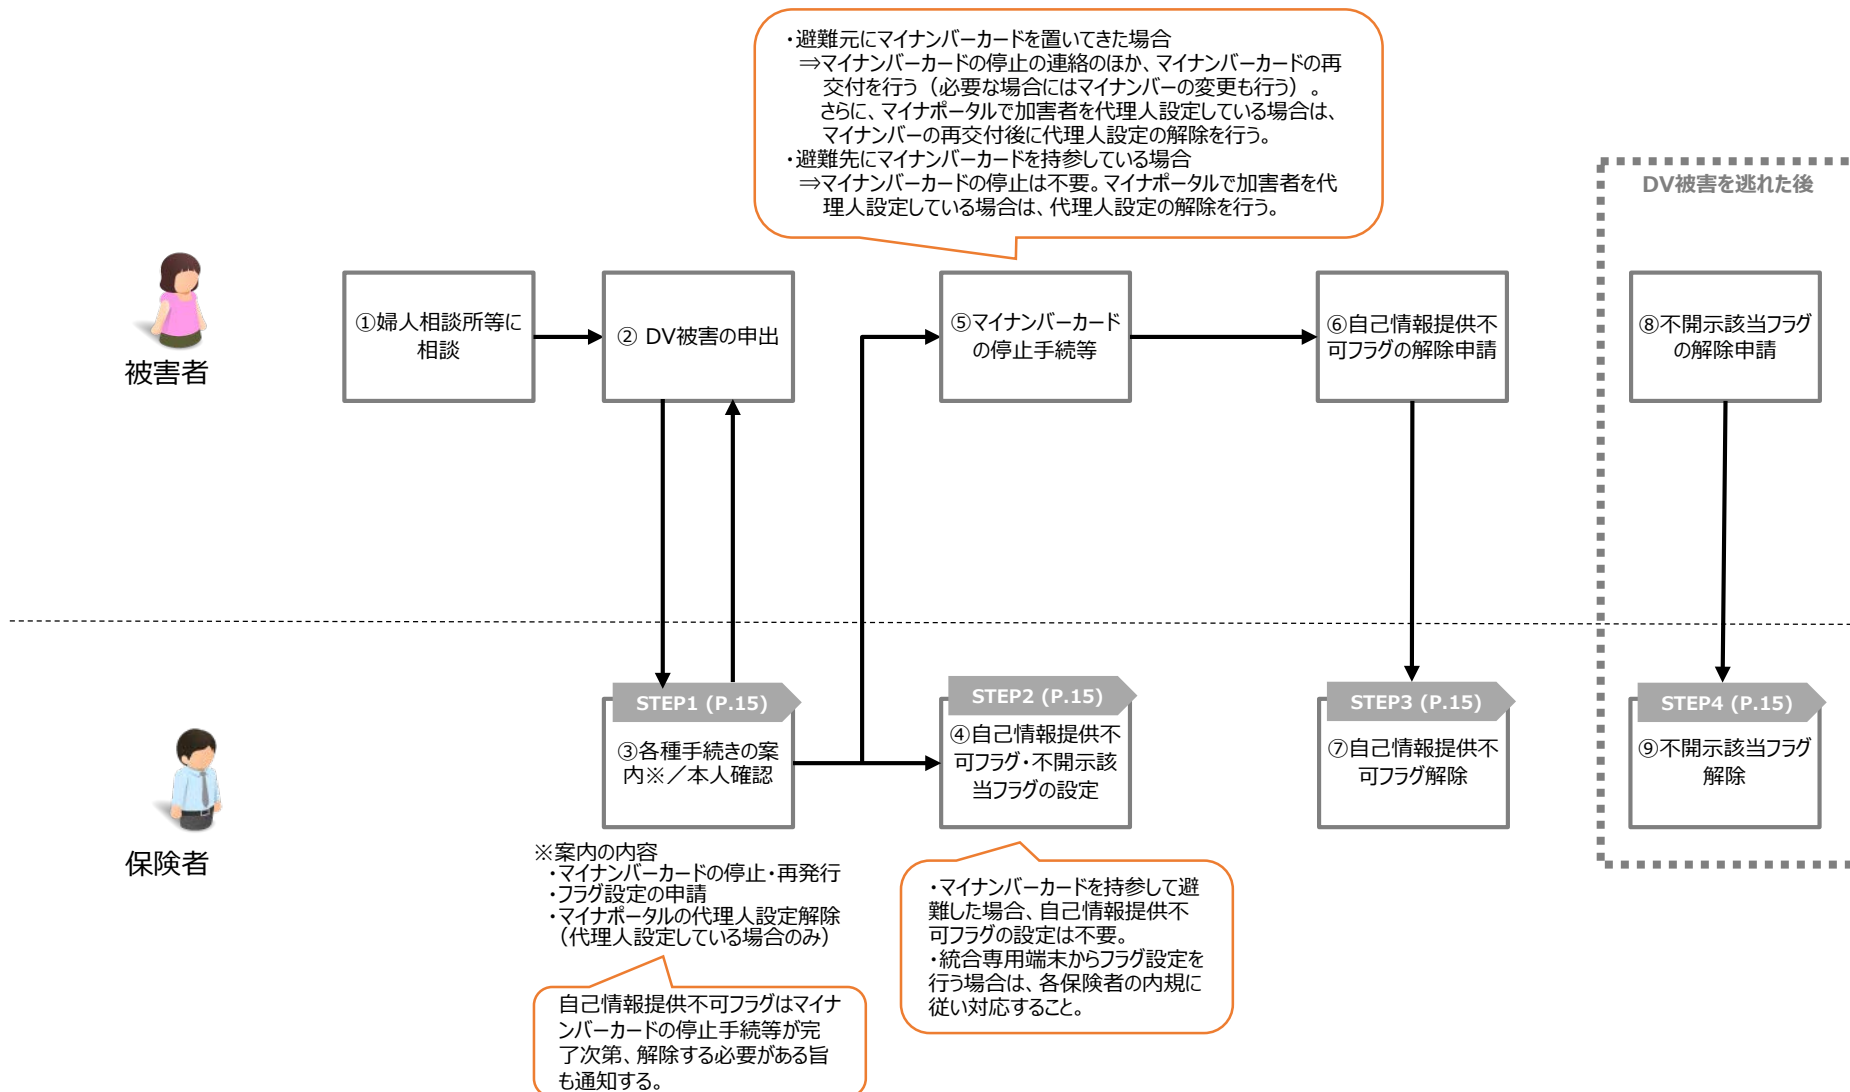 ・避難元にマイナンバーカードを置いてきた場合
⇒マイナンバーカードの停止の連絡のほか、マイナンバーカードの再
交付を行う（必要な場合にはマイナンバーの変更も行う）。
さらに、マイナポータルで加害者を代理人設定している場合は、
マイナンバーの再交付後に代理人設定の解除を行う。
・避難先にマイナンバーカードを持参している場合
⇒マイナンバーカードの停止は不要。マイナポータルで加害者を代
理人設定している場合は、代理人設定の解除を行う。
DV被害を逃れた後
被害者
①婦人相談所等に
相談
② DV被害の申出
⑤マイナンバーカード
の停止手続等
⑥自己情報提供不
可フラグの解除申請
⑧不開示該当フラグ
の解除申請
保険者
STEP1 (P.15)
③各種手続きの案
内※／本人確認
STEP2 (P.15)
④自己情報提供不
可フラグ・不開示該
当フラグの設定
STEP3 (P.15)
⑦自己情報提供不
可フラグ解除
STEP4 (P.15)
⑨不開示該当フラグ
解除
※案内の内容
・マイナンバーカードの停止・再発行
・フラグ設定の申請
・マイナポータルの代理人設定解除
（代理人設定している場合のみ）
自己情報提供不可フラグはマイナ
ンバーカードの停止手続等が完
了次第、解除する必要がある旨
も通知する。
・マイナンバーカードを持参して避
難した場合、自己情報提供不
可フラグの設定は不要。
・統合専用端末からフラグ設定を
行う場合は、各保険者の内規に
従い対応すること。